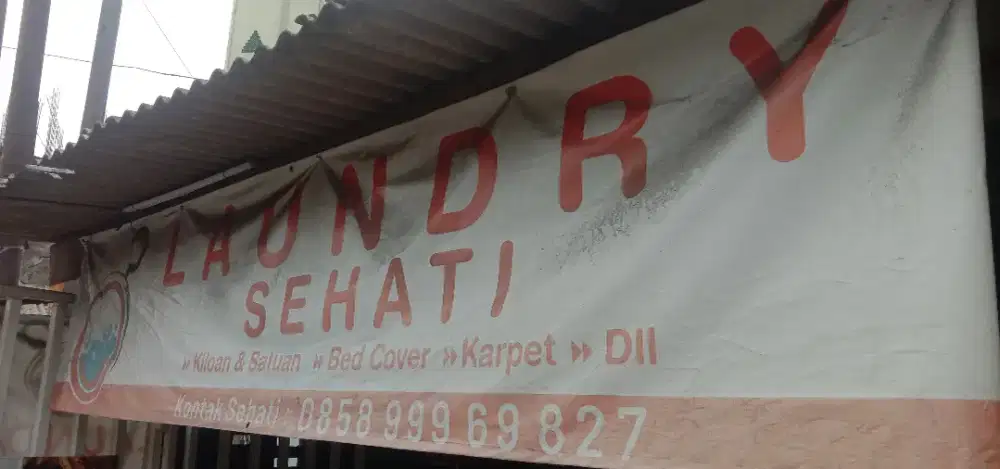 LAUNDRY
SEHATI
» Kiloan & Satuan » Bed Cover » Karpet » Dll
Kontak Sehati : 0858 999 69 827